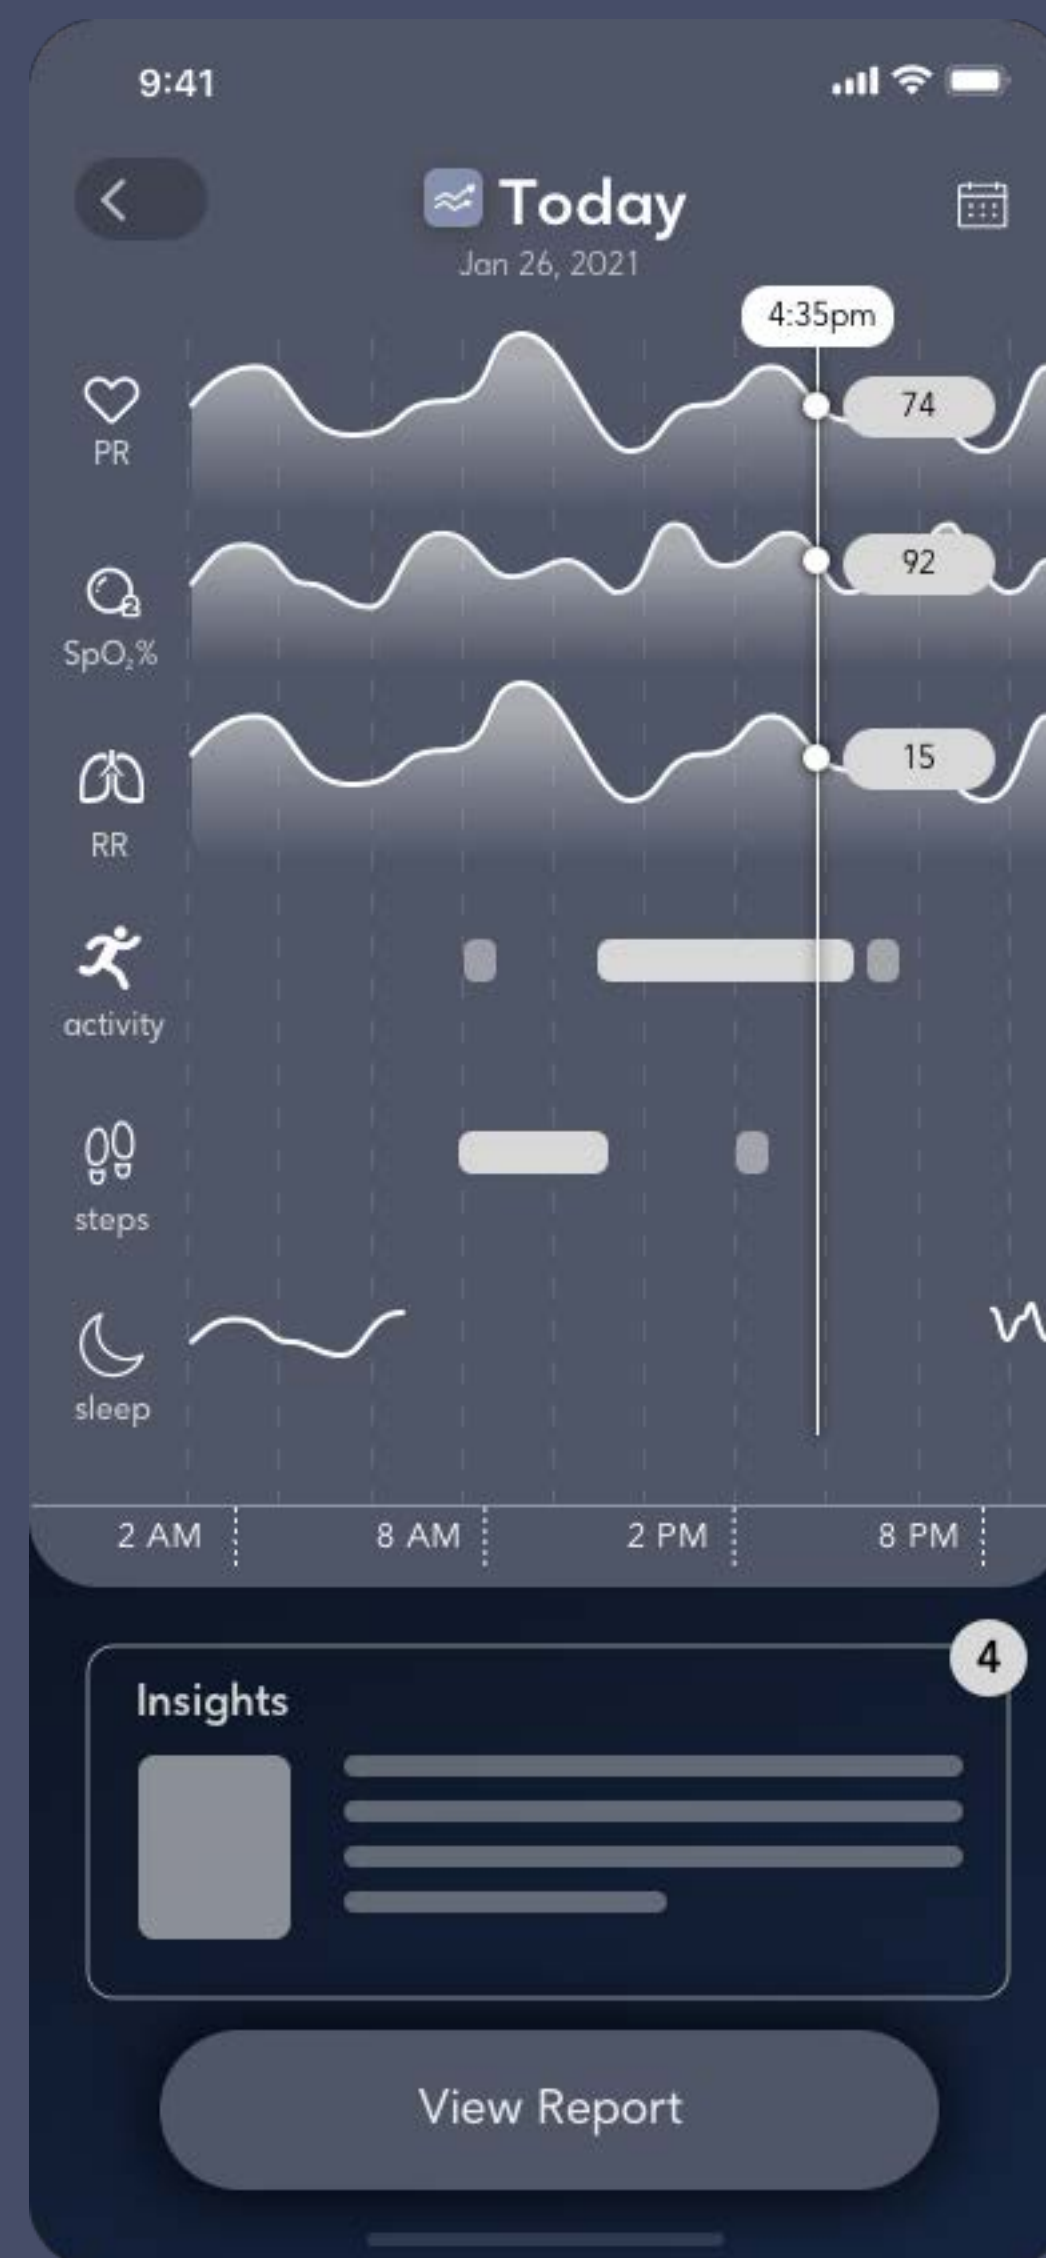 9:41
Today
Jan 26, 2021
4:35pm
74
PR
92
SpO₂%
15
RR
activity
steps
sleep
2 AM 8 AM 2 PM 8 PM
4
Insights
View Report